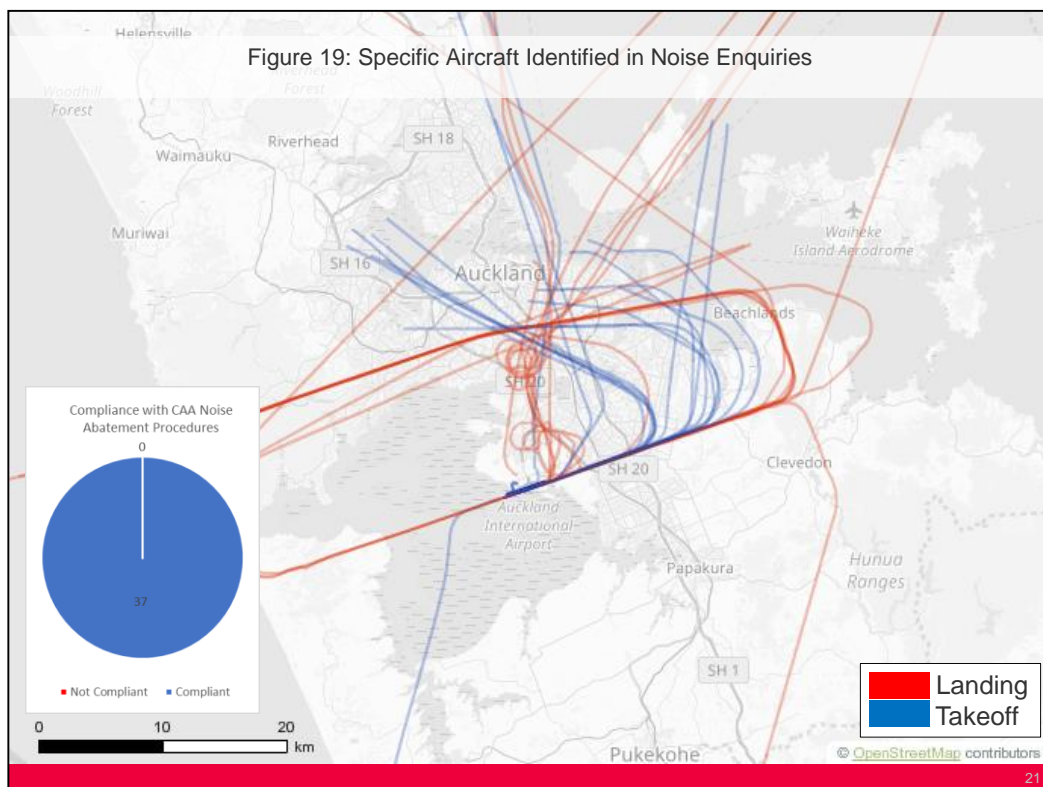 Helensville
Figure 19: Specific Aircraft Identified in Noise Enquiries
Riverhead
Forest
Woodhill
Forest
SH 18
Riverhead
Waimauku
Muriwai
SH 16
Auckland
Waiheke
Island Aerodrome
Beachlands
SH 20
Clevedon
SH 20
Auckland
International
Airport
Papakura
Hunua
Ranges
SH 1
Pukekohe
Compliance with CAA Noise
Abatement Procedures
0
37
Not Compliant Compliant
0 10 20
km
Landing
Takeoff
© OpenStreetMap contributors
21